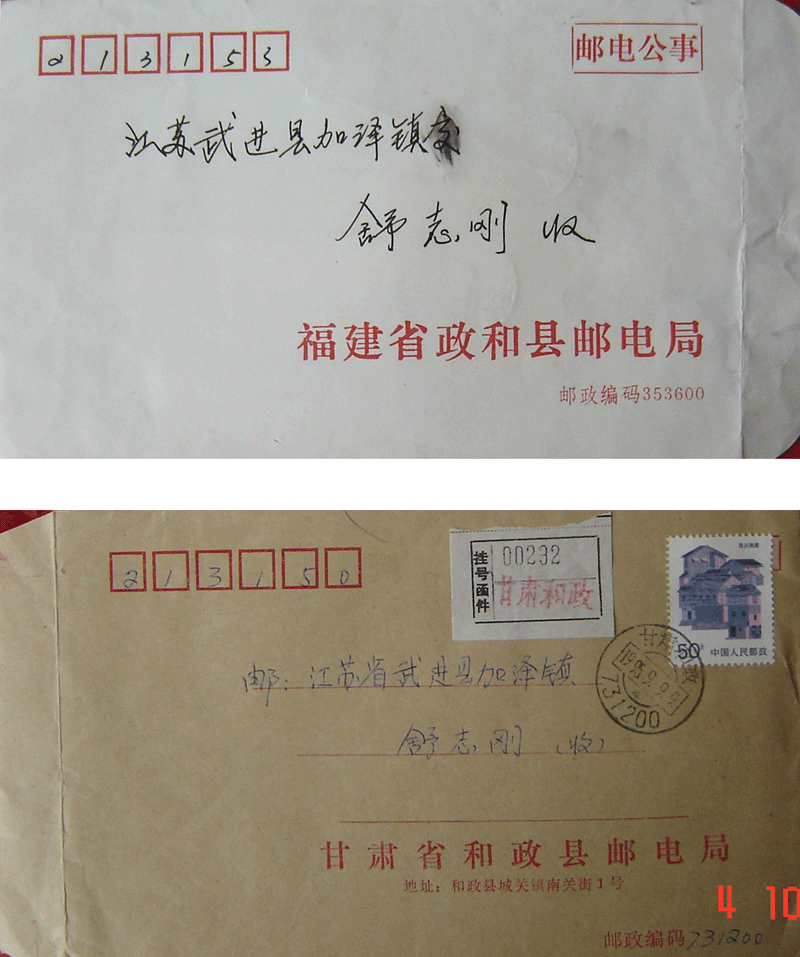 213153
邮电公事
江苏武进县加泽镇
舒志刚 收
福建省政和县邮电局
邮政编码353600
213150
挂号函件
00232
甘肃和政
50
中国人民邮政
731200
邮：江苏省武进县加泽镇
舒志刚（收）
甘肃省和政县邮电局
地址：和政县城关镇南关街1号
4 10
邮政编码731200